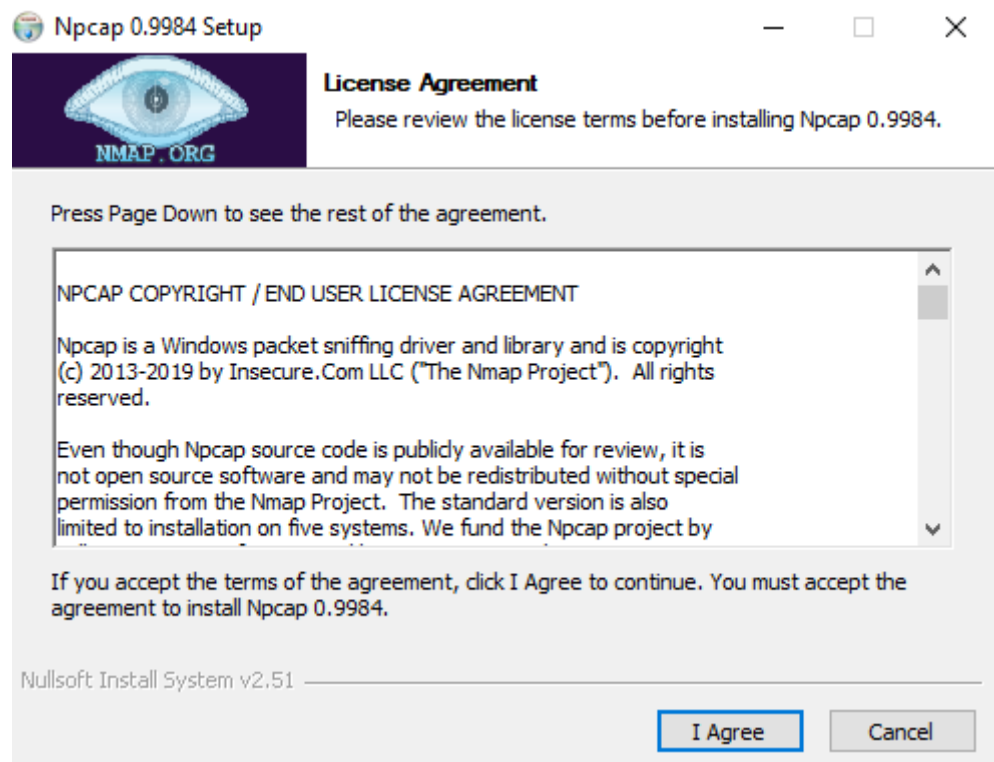 Npcap 0.9984 Setup
NMAP.ORG
License Agreement
Please review the license terms before installing Npcap 0.9984.
Press Page Down to see the rest of the agreement.
NPCAP COPYRIGHT / END USER LICENSE AGREEMENT
Npcap is a Windows packet sniffing driver and library and is copyright
(c) 2013-2019 by Insecure.Com LLC ("The Nmap Project").  All rights
reserved.
Even though Npcap source code is publicly available for review, it is
not open source software and may not be redistributed without special
permission from the Nmap Project.  The standard version is also
limited to installation on five systems. We fund the Npcap project by
If you accept the terms of the agreement, click I Agree to continue. You must accept the
agreement to install Npcap 0.9984.
Nullsoft Install System v2.51
I Agree
Cancel